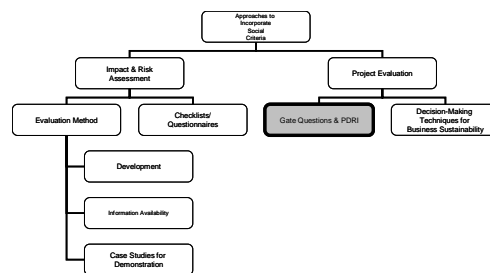 Approaches to
Incorporate
Social
Criteria
Impact & Risk
Assessment
Project Evaluation
Evaluation Method
Checklists/
Questionnaires
Gate Questions & PDRI
Decision-Making
Techniques for
Business Sustainability
Development
Information Availability
Case Studies for
Demonstration